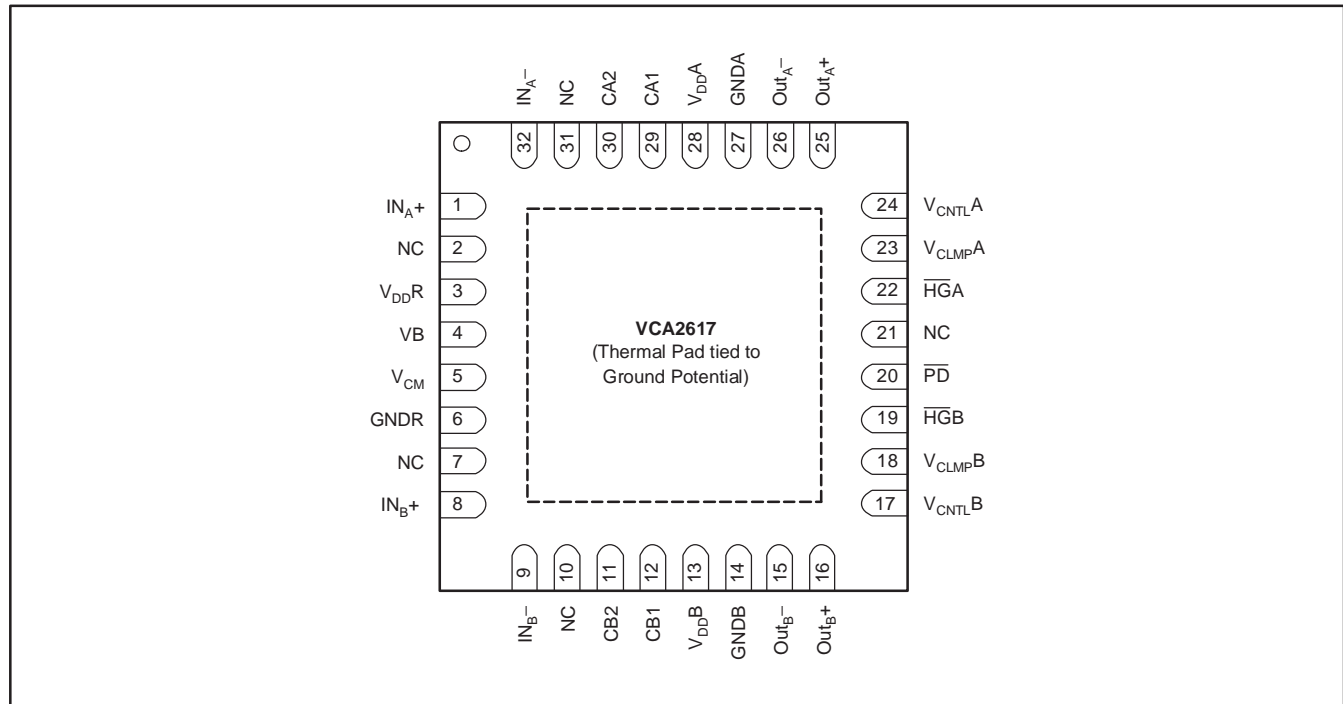 IN_A− NC CA2 CA1 V_DDA GNDA Out_A− Out_A+
32 31 30 29 28 27 26 25
IN_A+ 1
NC 2
V_DDR 3
VB 4
V_CM 5
GNDR 6
NC 7
IN_B+ 8
VCA2617
(Thermal Pad tied to
Ground Potential)
24 V_CNTLA
23 V_CLMPA
22 H̅G̅A
21 NC
20 P̅D̅
19 H̅G̅B
18 V_CLMPB
17 V_CNTLB
9 10 11 12 13 14 15 16
IN_B− NC CB2 CB1 V_DDB GNDB Out_B− Out_B+